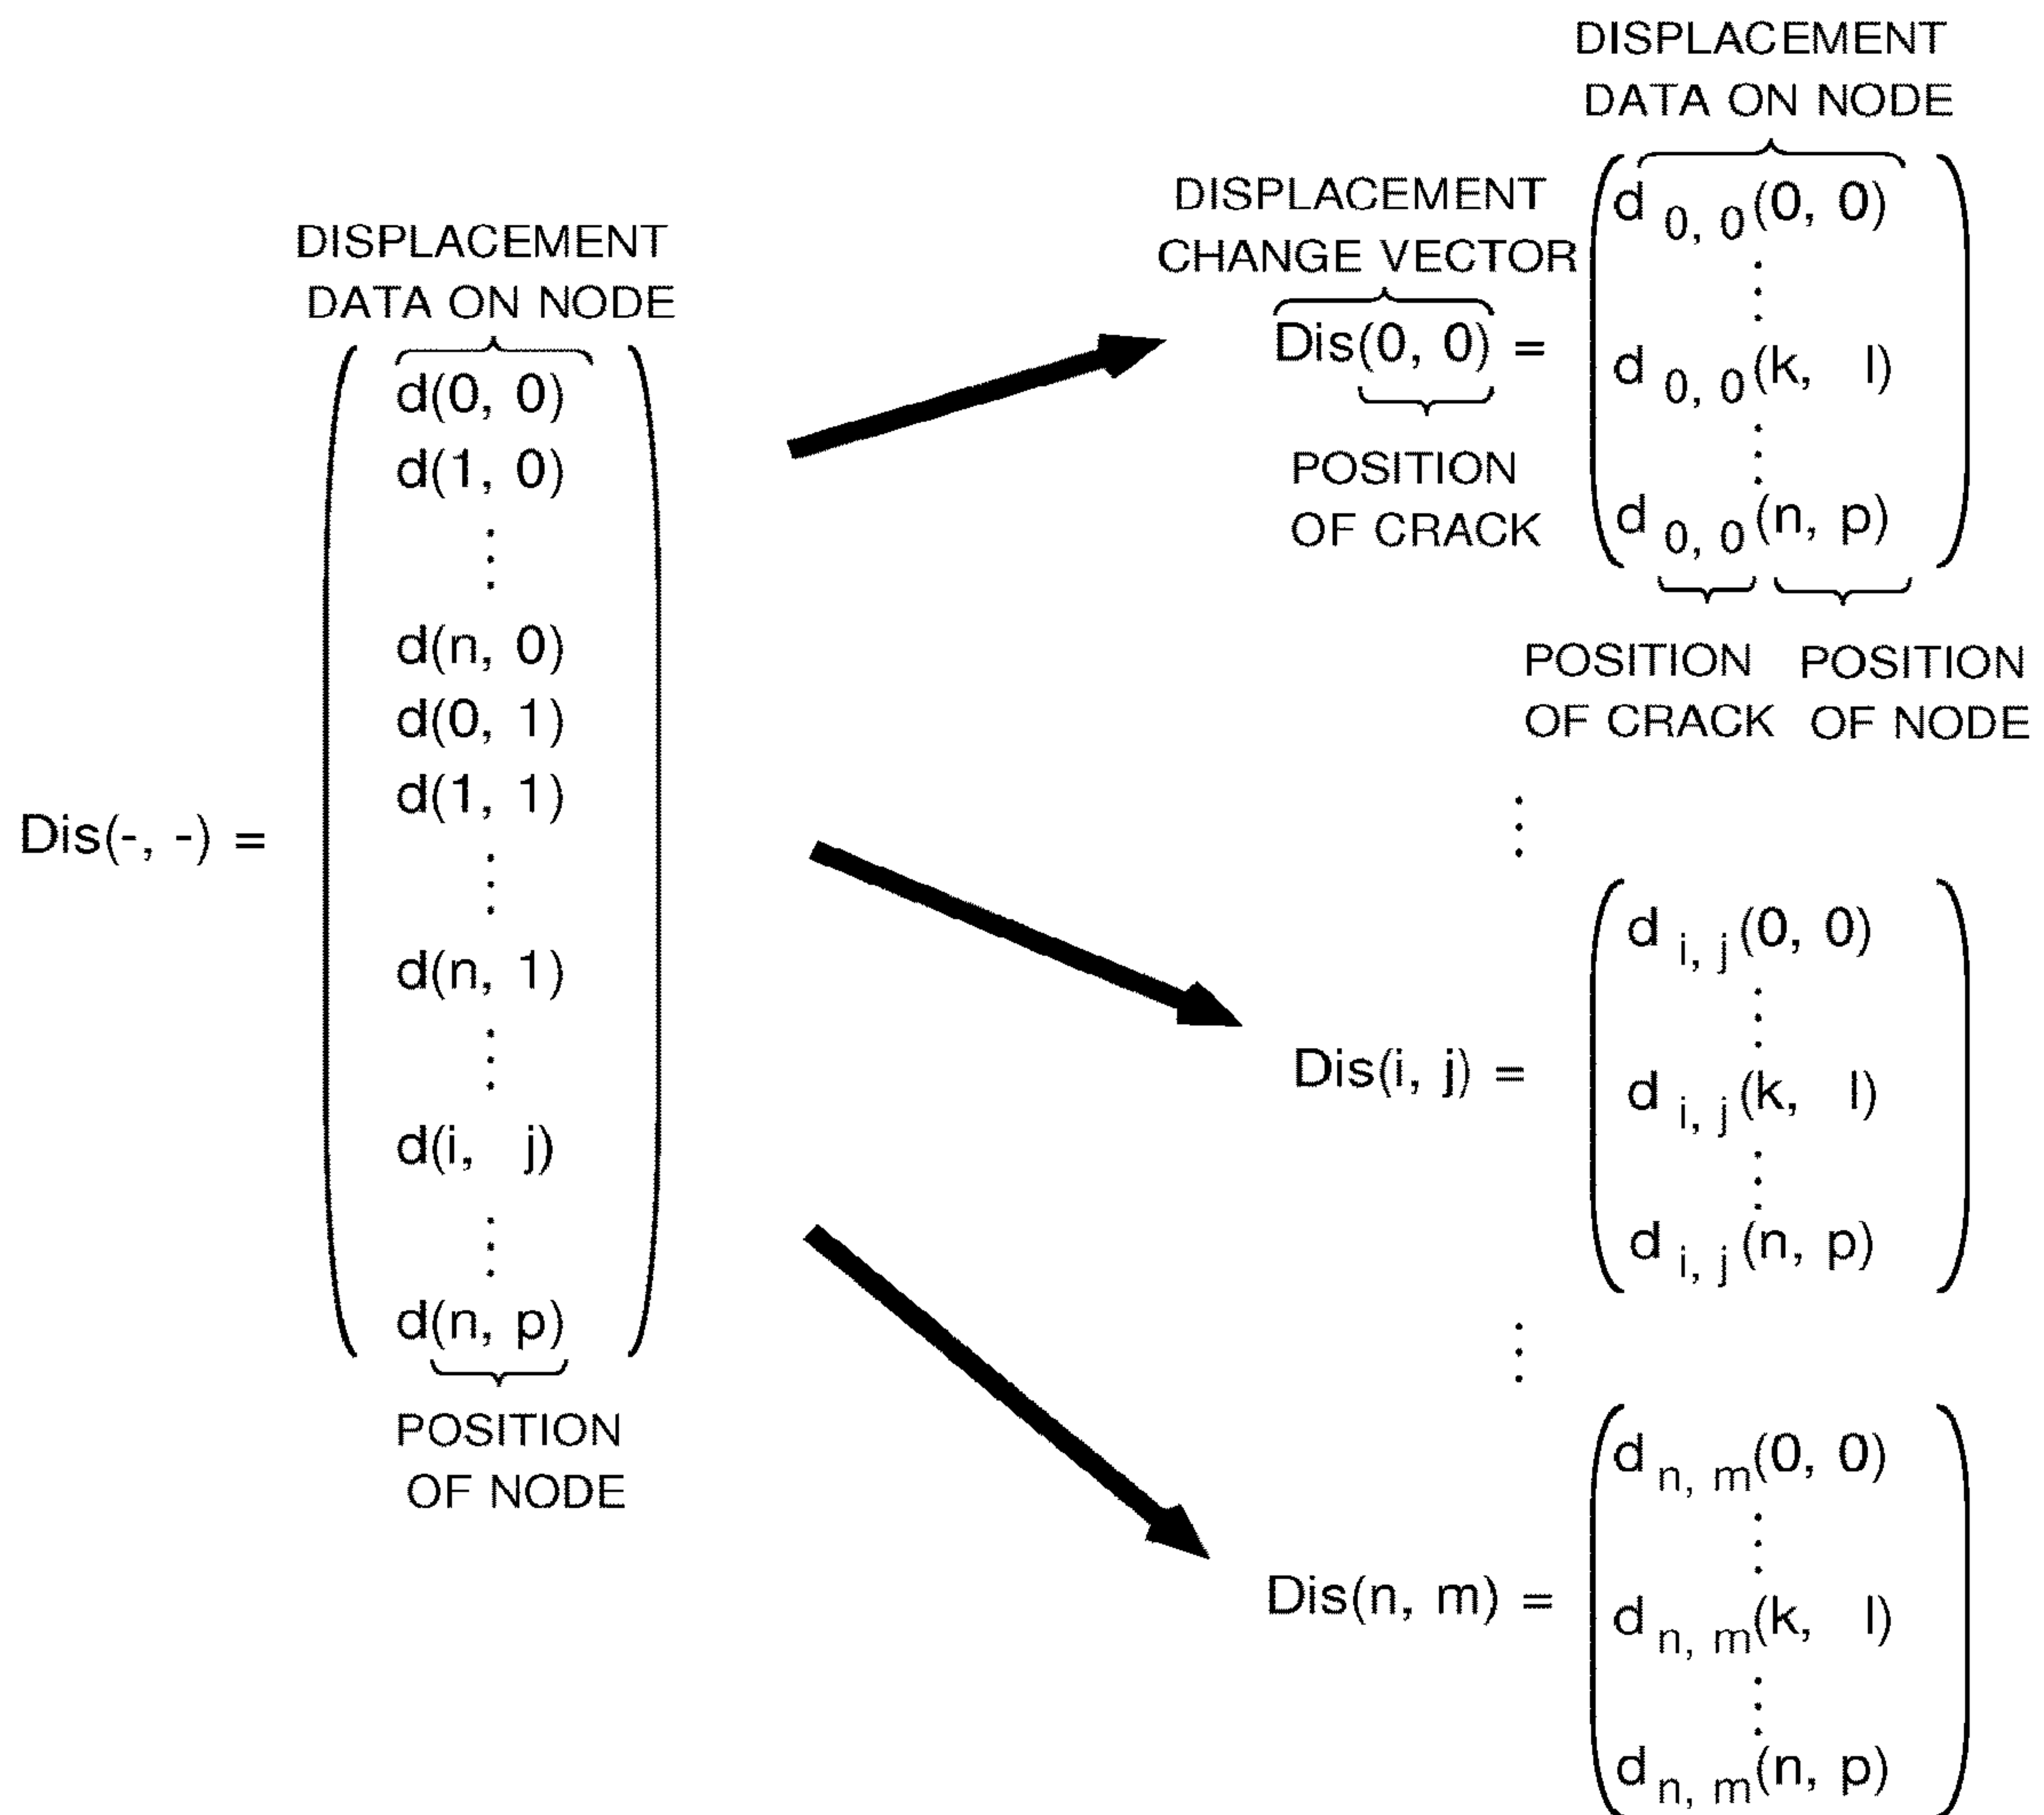 DISPLACEMENT
DATA ON NODE
Dis(-, -) =
d(0, 0)
d(1, 0)
⋮
d(n, 0)
d(0, 1)
d(1, 1)
⋮
d(n, 1)
⋮
d(i, j)
⋮
d(n, p)
POSITION
OF NODE
DISPLACEMENT
DATA ON NODE
DISPLACEMENT
CHANGE VECTOR
Dis(0, 0) =
POSITION
OF CRACK
d 0, 0 (0, 0)
⋮
d 0, 0 (k, l)
⋮
d 0, 0 (n, p)
POSITION
OF CRACK
POSITION
OF NODE
⋮
Dis(i, j) =
d i, j (0, 0)
⋮
d i, j (k, l)
⋮
d i, j (n, p)
⋮
Dis(n, m) =
d n, m (0, 0)
⋮
d n, m (k, l)
⋮
d n, m (n, p)